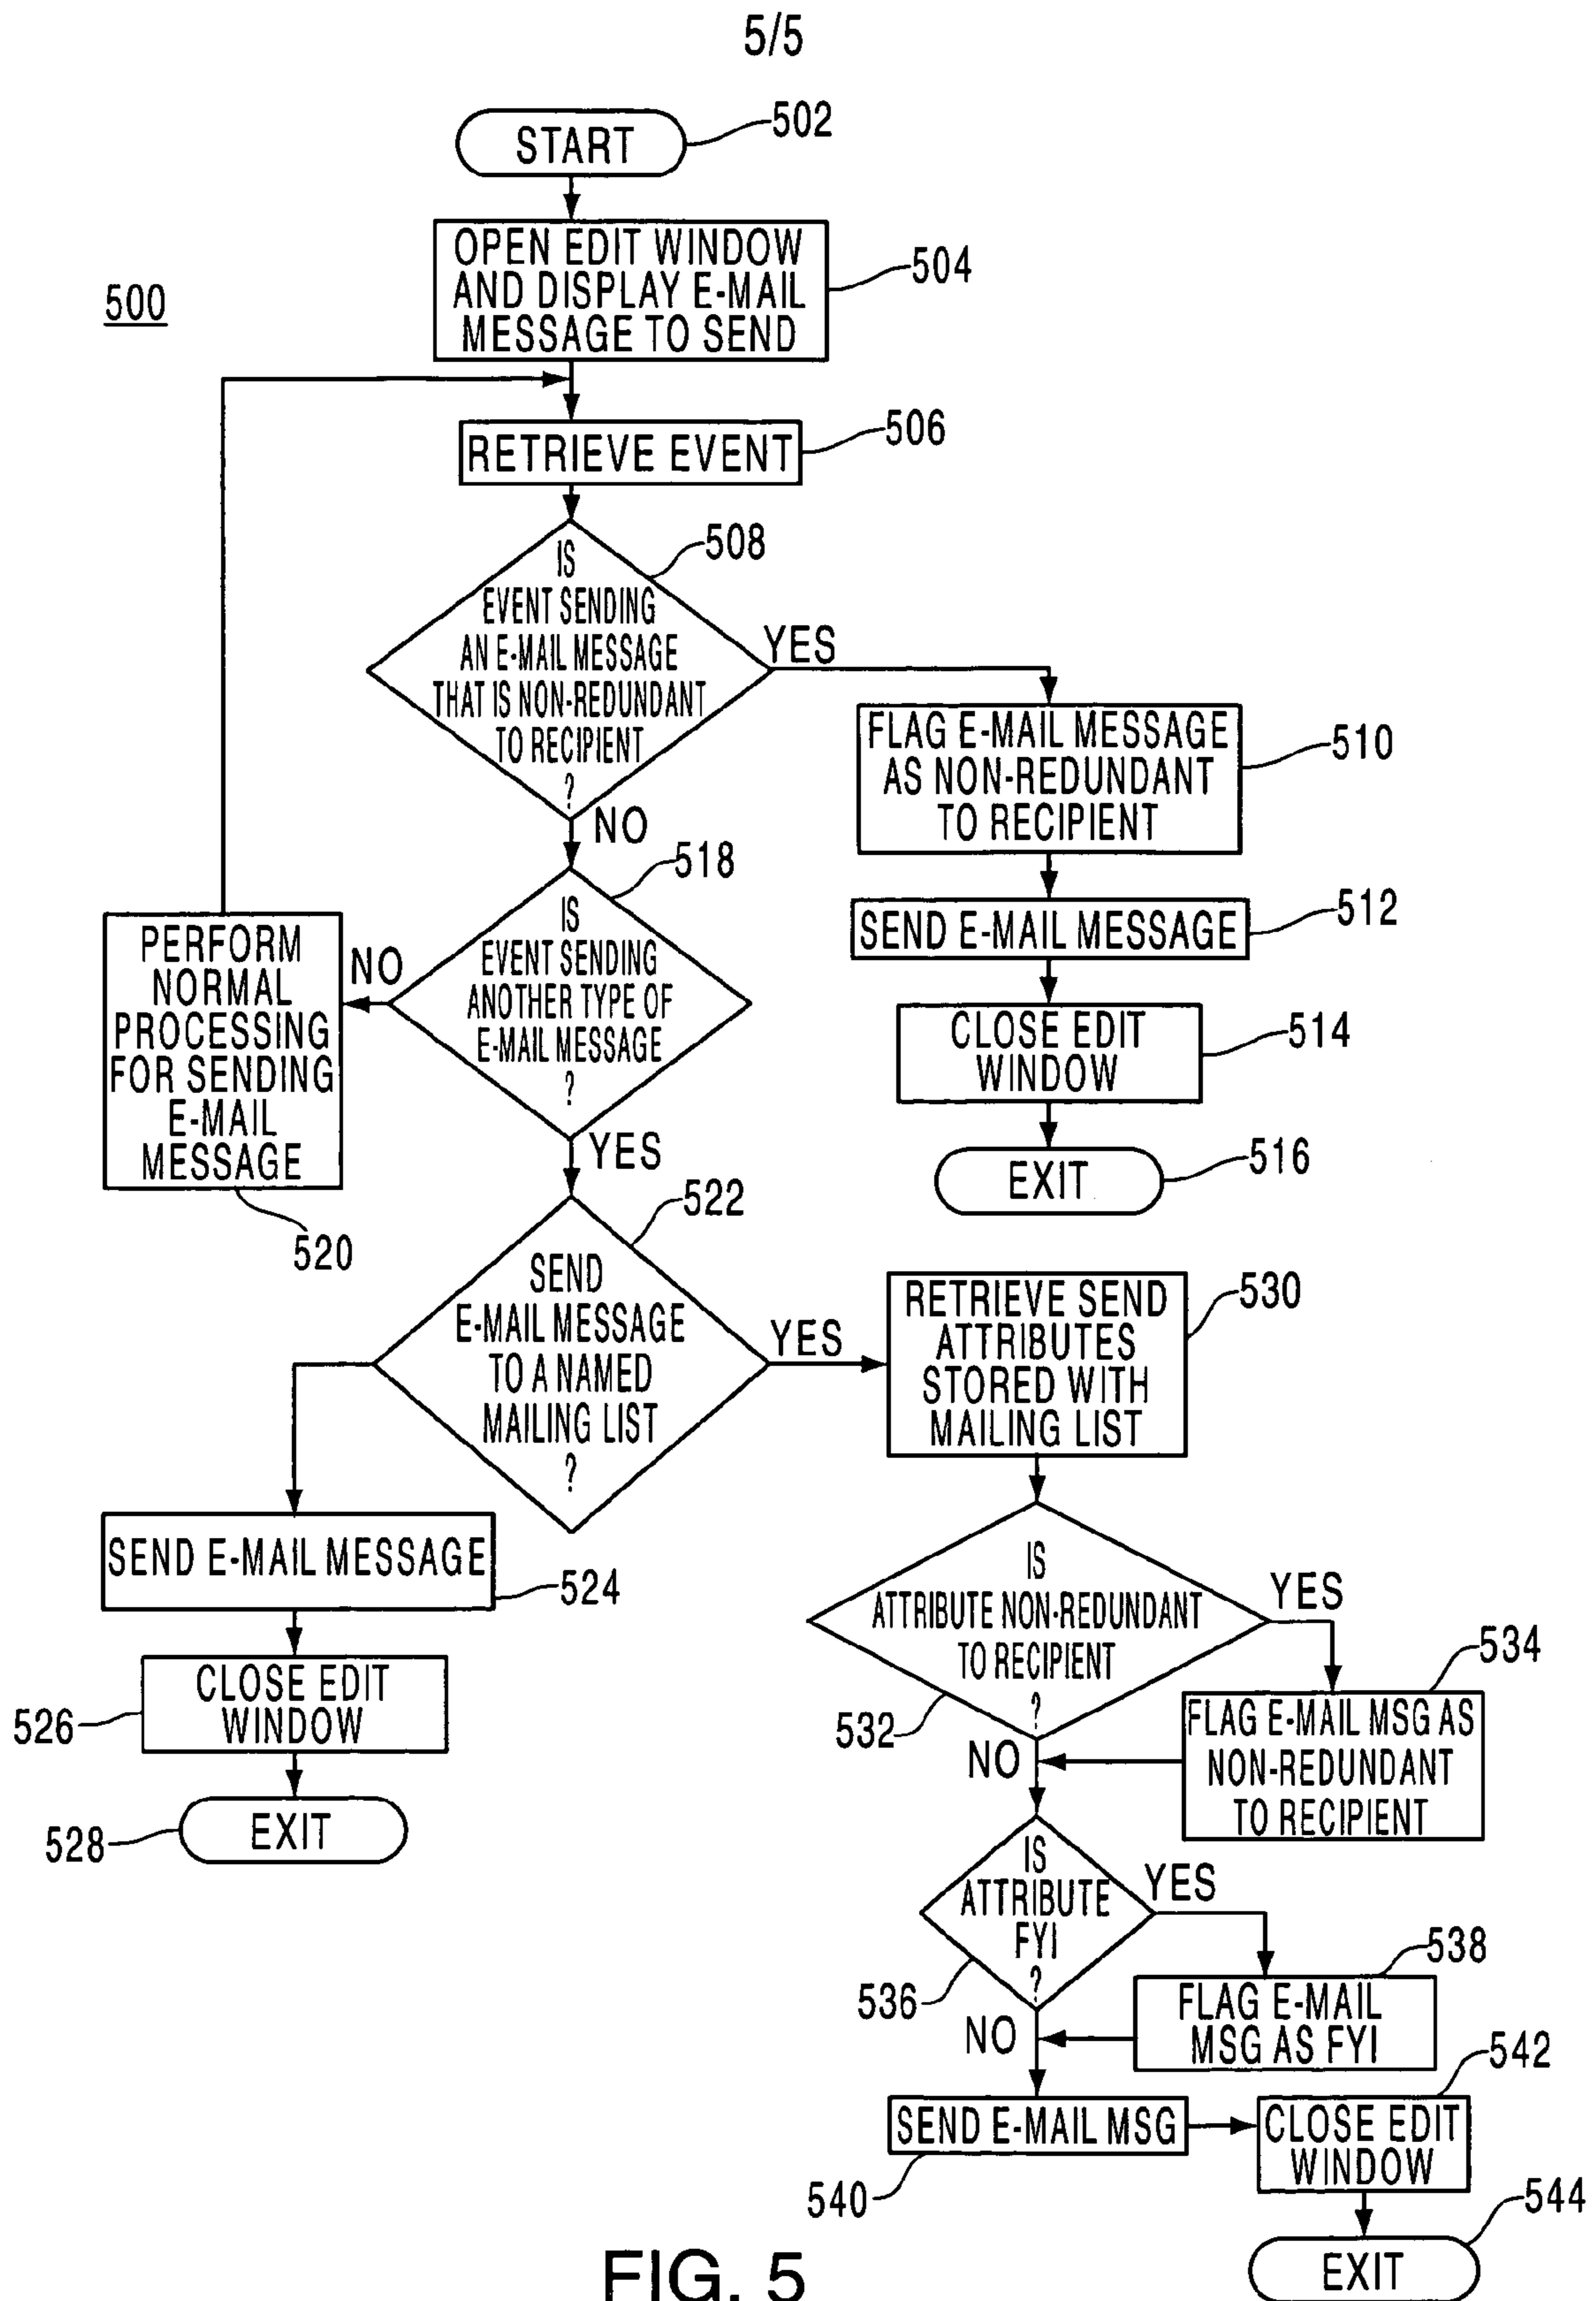 5/5
START
502
500
OPEN EDIT WINDOW
AND DISPLAY E-MAIL
MESSAGE TO SEND
504
RETRIEVE EVENT
506
IS
EVENT SENDING
AN E-MAIL MESSAGE
THAT IS NON-REDUNDANT
TO RECIPIENT
?
508
YES
NO
FLAG E-MAIL MESSAGE
AS NON-REDUNDANT
TO RECIPIENT
510
SEND E-MAIL MESSAGE
512
CLOSE EDIT
WINDOW
514
EXIT
516
IS
EVENT SENDING
ANOTHER TYPE OF
E-MAIL MESSAGE
?
518
NO
YES
PERFORM
NORMAL
PROCESSING
FOR SENDING
E-MAIL
MESSAGE
520
SEND
E-MAIL MESSAGE
TO A NAMED
MAILING LIST
?
522
YES
SEND E-MAIL MESSAGE
524
CLOSE EDIT
WINDOW
526
EXIT
528
RETRIEVE SEND
ATTRIBUTES
STORED WITH
MAILING LIST
530
IS
ATTRIBUTE NON-REDUNDANT
TO RECIPIENT
?
532
YES
NO
FLAG E-MAIL MSG AS
NON-REDUNDANT
TO RECIPIENT
534
IS
ATTRIBUTE
FYI
?
536
YES
NO
FLAG E-MAIL
MSG AS FYI
538
SEND E-MAIL MSG
540
CLOSE EDIT
WINDOW
542
EXIT
544
FIG. 5